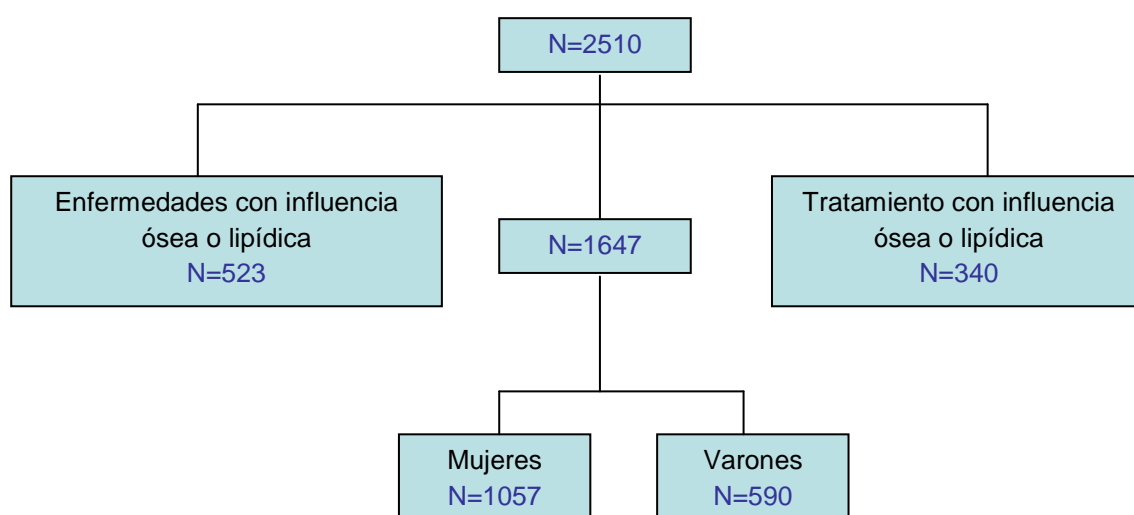 N=2510
Enfermedades con influencia
ósea o lipídica
N=523
N=1647
Tratamiento con influencia
ósea o lipídica
N=340
Mujeres
N=1057
Varones
N=590